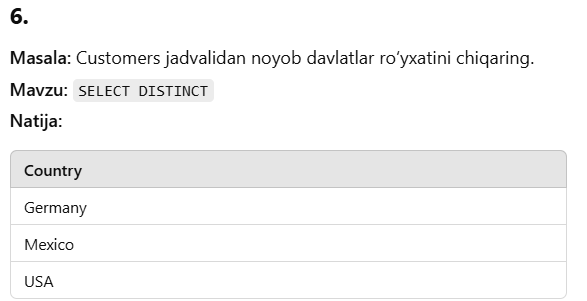 6.
Masala: Customers jadvalidan noyob davlatlar ro‘yxatini chiqaring.
Mavzu: SELECT DISTINCT
Natija:
Country
Germany
Mexico
USA